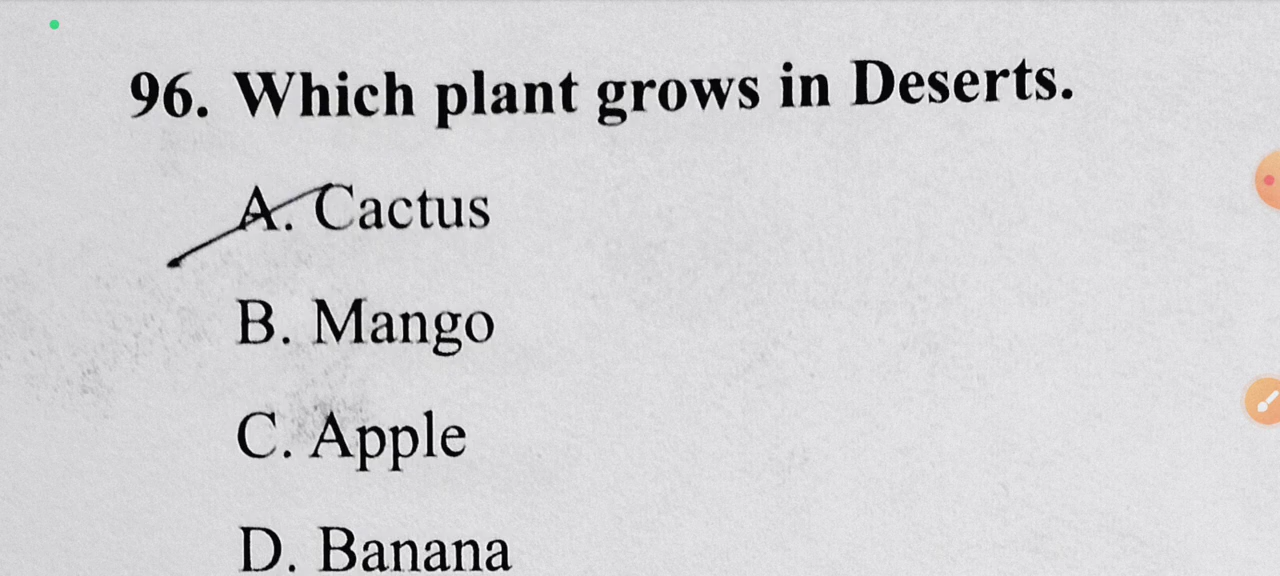 96. Which plant grows in Deserts.
A. Cactus
B. Mango
C. Apple
D. Banana